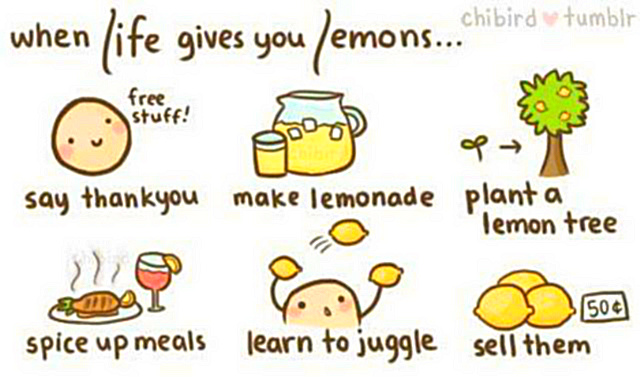 chibird tumblr
when life gives you lemons...
free
stuff!
say thankyou
make lemonade
plant a
lemon tree
spice up meals
learn to juggle
50¢
sell them